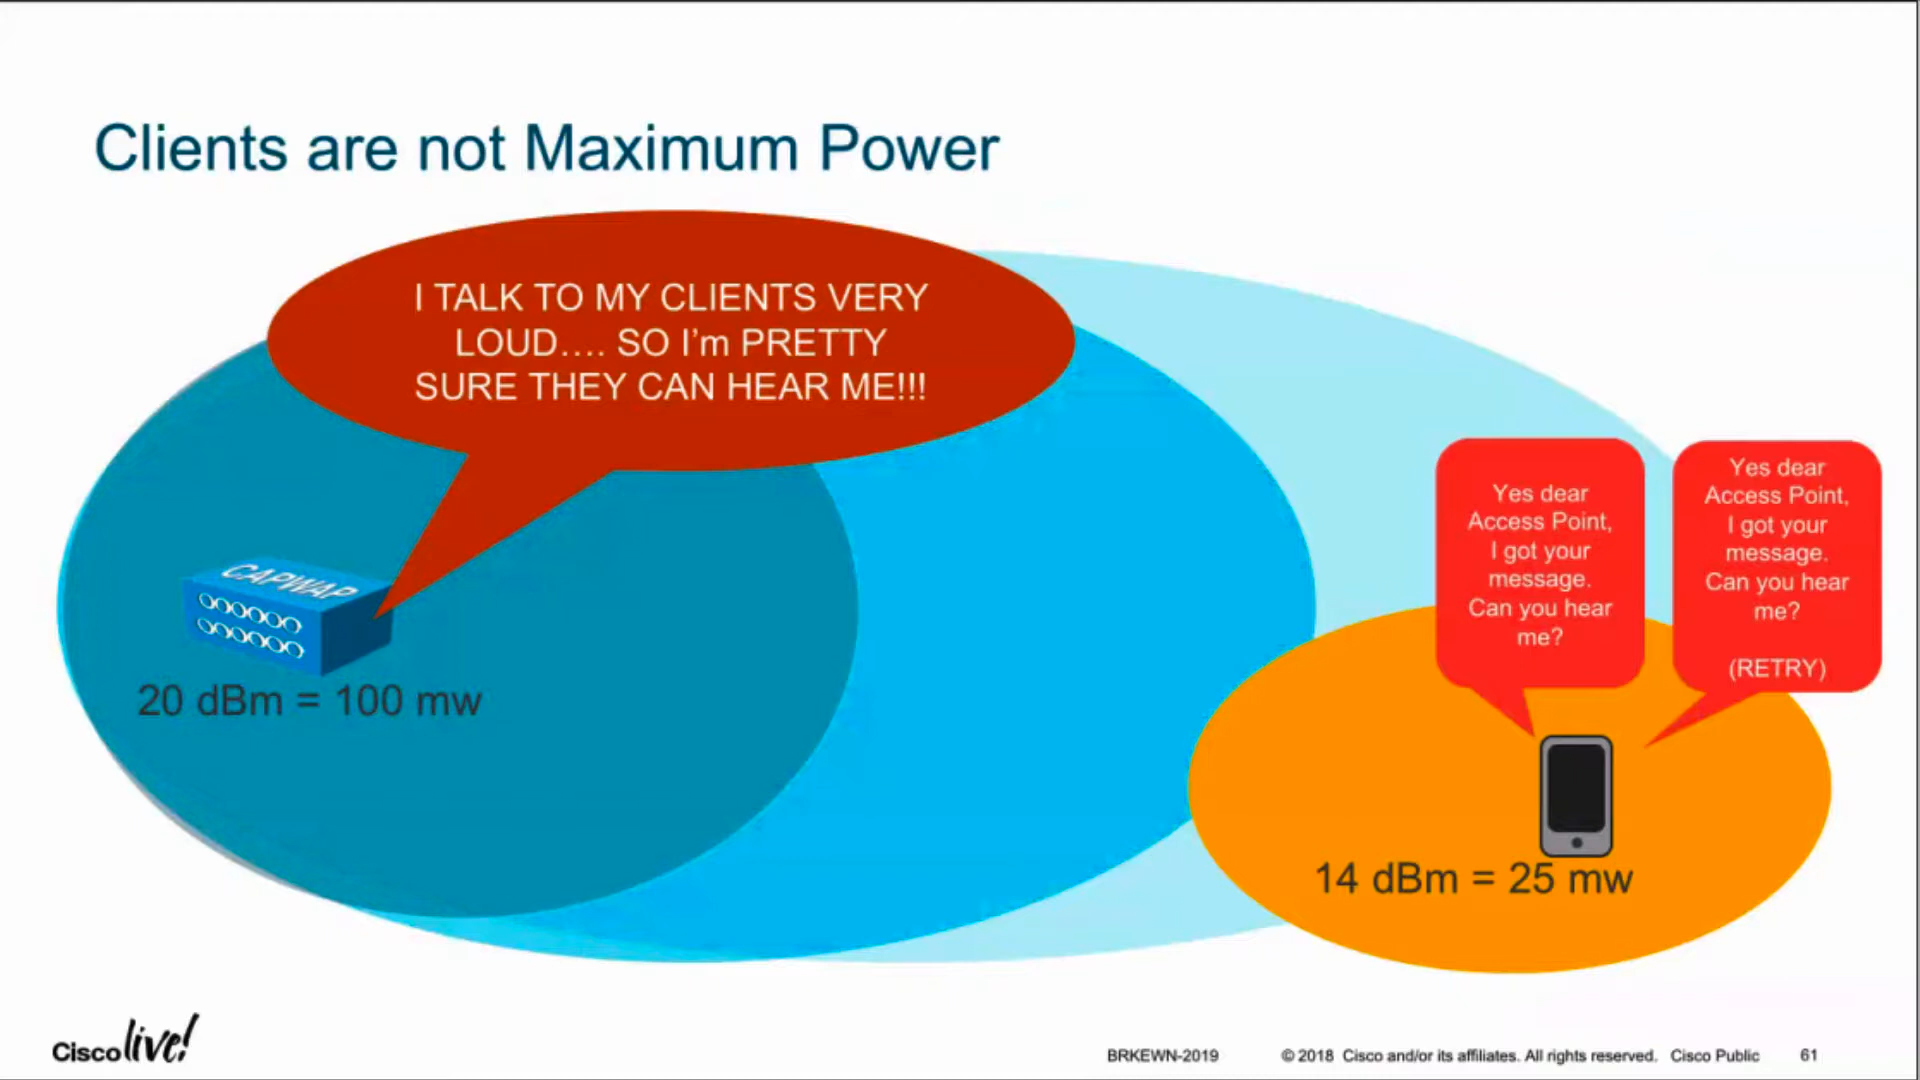 Clients are not Maximum Power
I TALK TO MY CLIENTS VERY
LOUD…. SO I'm PRETTY
SURE THEY CAN HEAR ME!!!
Yes dear
Access Point,
I got your
message.
Can you hear
me?
Yes dear
Access Point,
I got your
message.
Can you hear
me?
(RETRY)
CAPWAP
20 dBm = 100 mw
14 dBm = 25 mw
Cisco live!
BRKEWN-2019
© 2018 Cisco and/or its affiliates. All rights reserved. Cisco Public
61